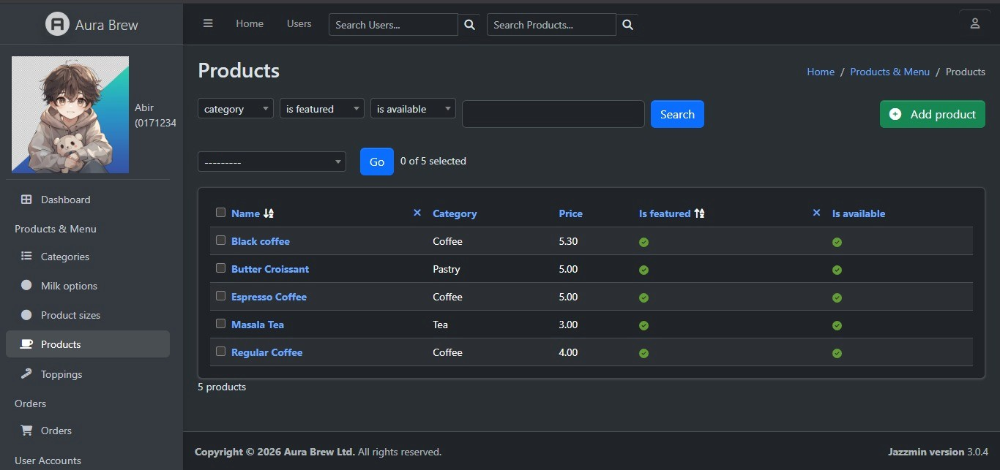 Aura Brew
Home Users Search Users... Search Products...
Abir
(0171234
Dashboard
Products & Menu
Categories
Milk options
Product sizes
Products
Toppings
Orders
Orders
User Accounts
Products
Home / Products & Menu / Products
category is featured is available Search Add product
--------- Go 0 of 5 selected
Name Category Price Is featured Is available
Black coffee Coffee 5.30
Butter Croissant Pastry 5.00
Espresso Coffee Coffee 5.00
Masala Tea Tea 3.00
Regular Coffee Coffee 4.00
5 products
Copyright © 2026 Aura Brew Ltd. All rights reserved. Jazzmin version 3.0.4